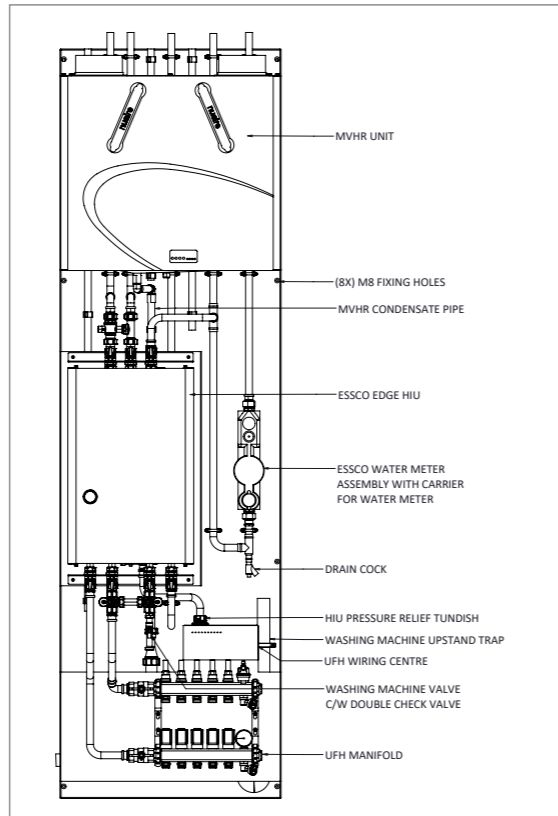 nuaire
nuaire
MVHR UNIT
(8X) M8 FIXING HOLES
MVHR CONDENSATE PIPE
ESSCO EDGE HIU
ESSCO WATER METER
ASSEMBLY WITH CARRIER
FOR WATER METER
DRAIN COCK
HIU PRESSURE RELIEF TUNDISH
WASHING MACHINE UPSTAND TRAP
UFH WIRING CENTRE
WASHING MACHINE VALVE
C/W DOUBLE CHECK VALVE
UFH MANIFOLD